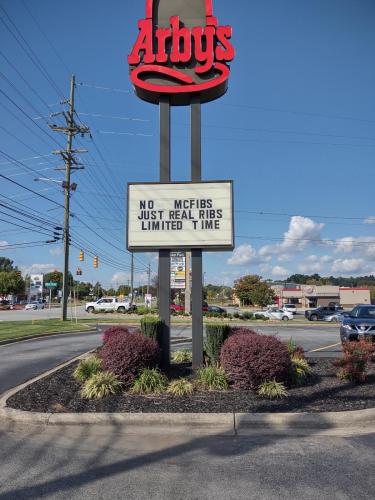 Arby's
NO MCFIBS
JUST REAL RIBS
LIMITED TIME